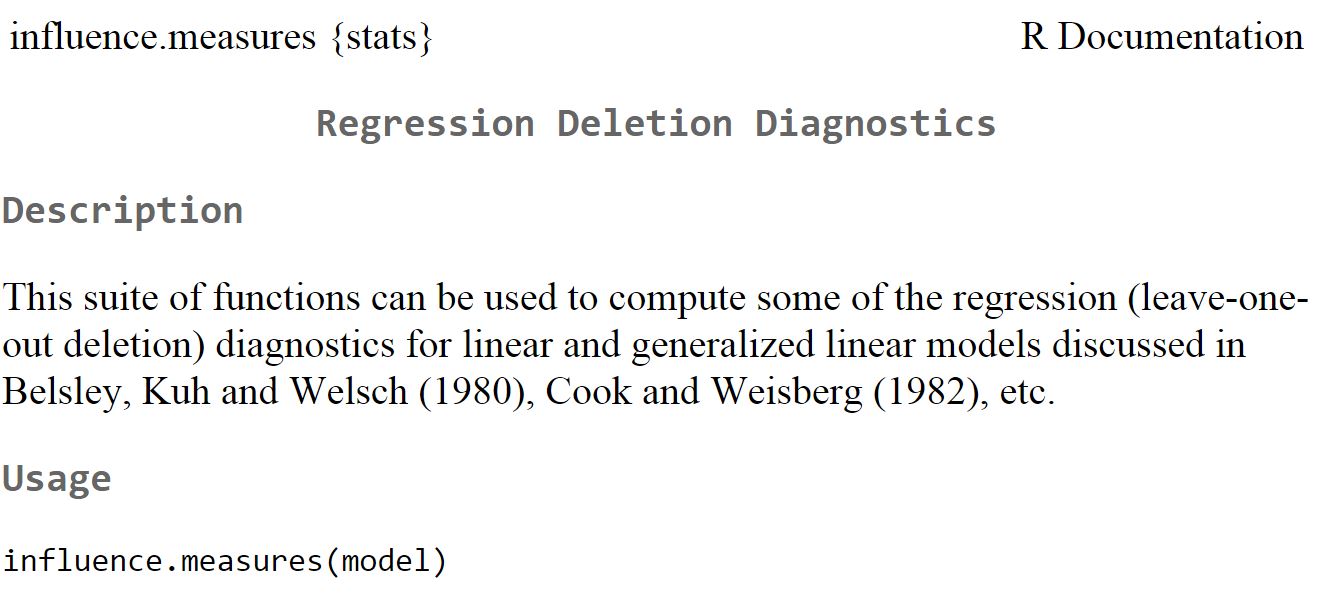 influence.measures {stats} R Documentation
Regression Deletion Diagnostics
Description
This suite of functions can be used to compute some of the regression (leave-one-
out deletion) diagnostics for linear and generalized linear models discussed in
Belsley, Kuh and Welsch (1980), Cook and Weisberg (1982), etc.
Usage
influence.measures(model)